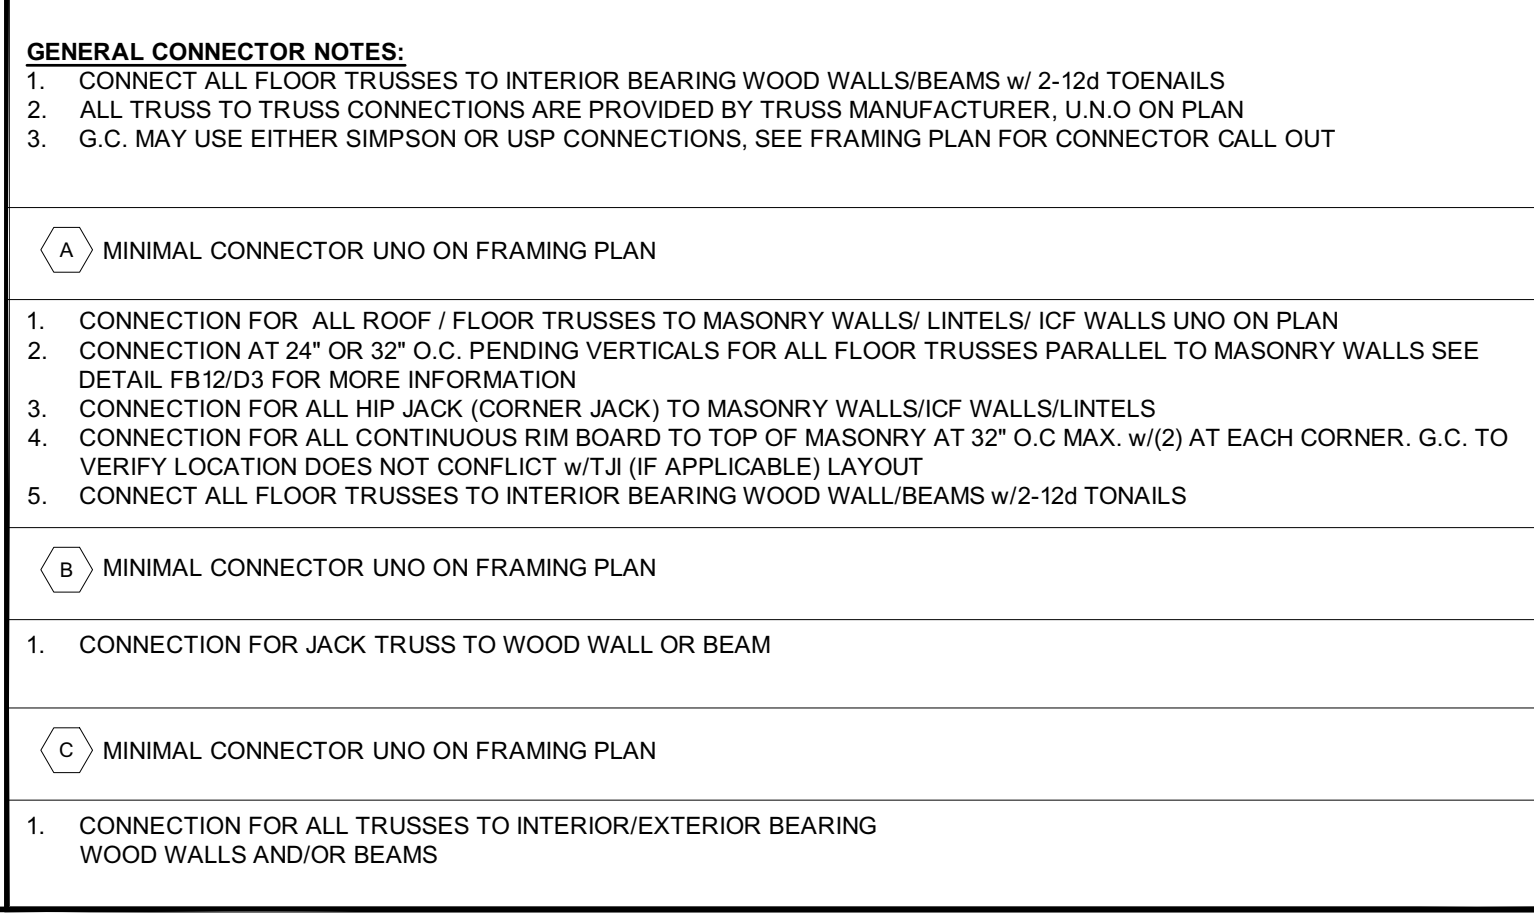 GENERAL CONNECTOR NOTES:
1. CONNECT ALL FLOOR TRUSSES TO INTERIOR BEARING WOOD WALLS/BEAMS w/ 2-12d TOENAILS
2. ALL TRUSS TO TRUSS CONNECTIONS ARE PROVIDED BY TRUSS MANUFACTURER, U.N.O ON PLAN
3. G.C. MAY USE EITHER SIMPSON OR USP CONNECTIONS, SEE FRAMING PLAN FOR CONNECTOR CALL OUT
A MINIMAL CONNECTOR UNO ON FRAMING PLAN
1. CONNECTION FOR ALL ROOF / FLOOR TRUSSES TO MASONRY WALLS/ LINTELS/ ICF WALLS UNO ON PLAN
2. CONNECTION AT 24" OR 32" O.C. PENDING VERTICALS FOR ALL FLOOR TRUSSES PARALLEL TO MASONRY WALLS SEE
DETAIL FB12/D3 FOR MORE INFORMATION
3. CONNECTION FOR ALL HIP JACK (CORNER JACK) TO MASONRY WALLS/ICF WALLS/LINTELS
4. CONNECTION FOR ALL CONTINUOUS RIM BOARD TO TOP OF MASONRY AT 32" O.C MAX. w/(2) AT EACH CORNER. G.C. TO
VERIFY LOCATION DOES NOT CONFLICT w/TJI (IF APPLICABLE) LAYOUT
5. CONNECT ALL FLOOR TRUSSES TO INTERIOR BEARING WOOD WALL/BEAMS w/2-12d TONAILS
B MINIMAL CONNECTOR UNO ON FRAMING PLAN
1. CONNECTION FOR JACK TRUSS TO WOOD WALL OR BEAM
C MINIMAL CONNECTOR UNO ON FRAMING PLAN
1. CONNECTION FOR ALL TRUSSES TO INTERIOR/EXTERIOR BEARING
WOOD WALLS AND/OR BEAMS